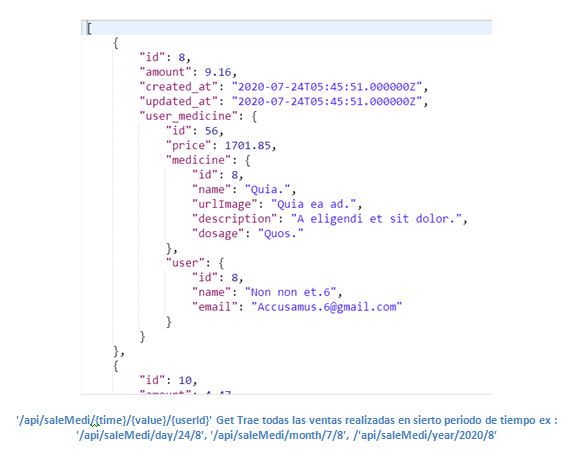 [
{
"id": 8,
"amount": 9.16,
"created_at": "2020-07-24T05:45:51.000000Z",
"updated_at": "2020-07-24T05:45:51.000000Z",
"user_medicine": {
"id": 56,
"price": 1701.85,
"medicine": {
"id": 8,
"name": "Quia.",
"urlImage": "Quia ea ad.",
"description": "A eligendi et sit dolor.",
"dosage": "Quos."
},
"user": {
"id": 8,
"name": "Non non et.6",
"email": "Accusamus.6@gmail.com"
}
}
},
{
"id": 10,
"amount": 4.47,
'/api/saleMedi/{time}/{value}/{userId}' Get Trae todas las ventas realizadas en sierto periodo de tiempo ex :
'/api/saleMedi/day/24/8', '/api/saleMedi/month/7/8', /'api/saleMedi/year/2020/8'